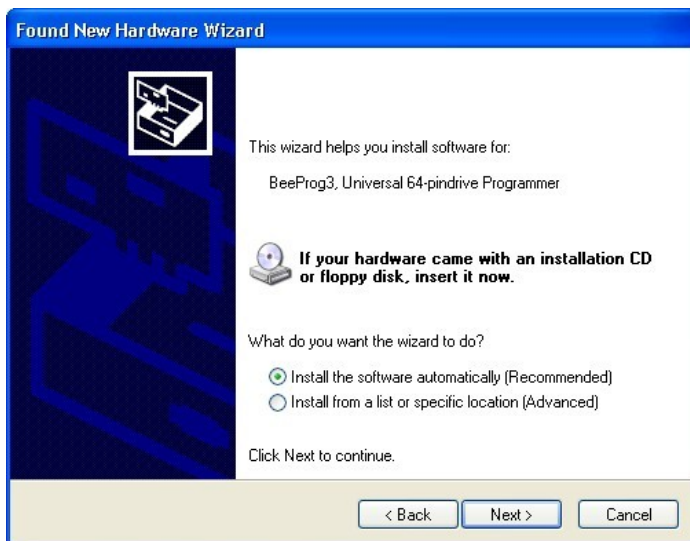 Found New Hardware Wizard
This wizard helps you install software for:
BeeProg3, Universal 64-pindrive Programmer
If your hardware came with an installation CD
or floppy disk, insert it now.
What do you want the wizard to do?
Install the software automatically (Recommended)
Install from a list or specific location (Advanced)
Click Next to continue.
< Back Next > Cancel